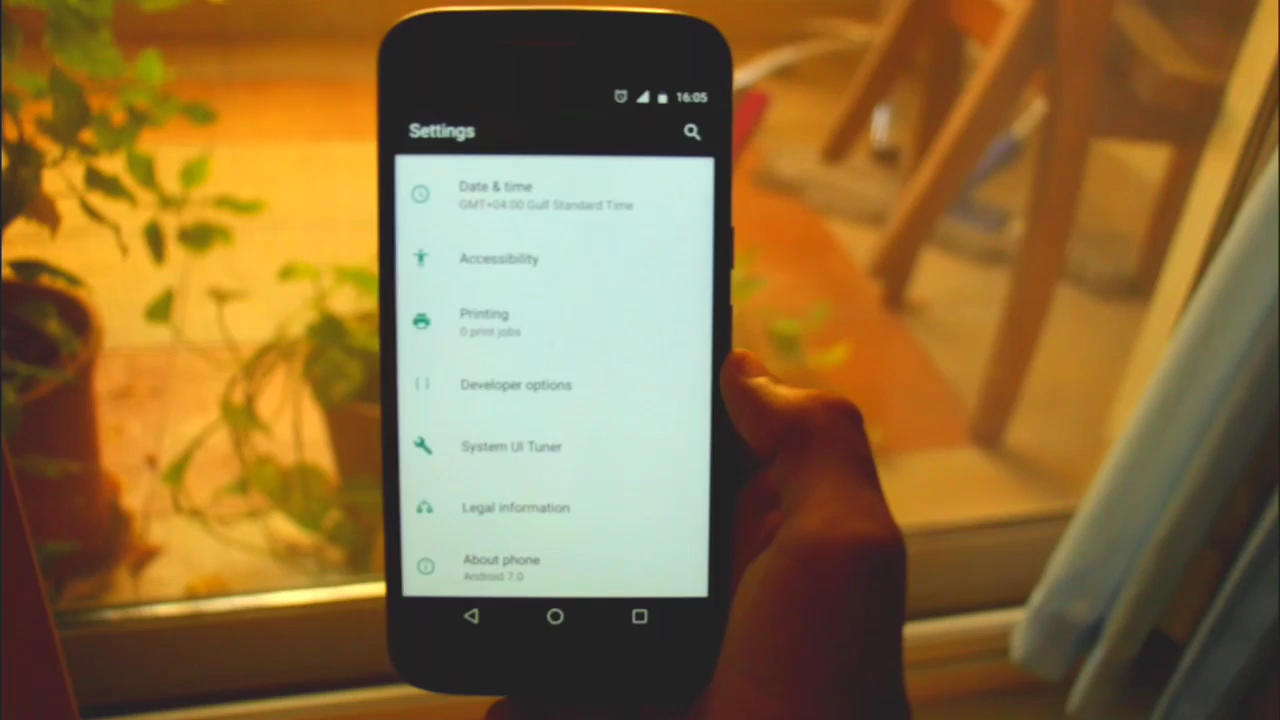 16:05
Settings
Date & time
GMT+04:00 Gulf Standard Time
Accessibility
Printing
0 print jobs
Developer options
System UI Tuner
Legal information
About phone
Android 7.0